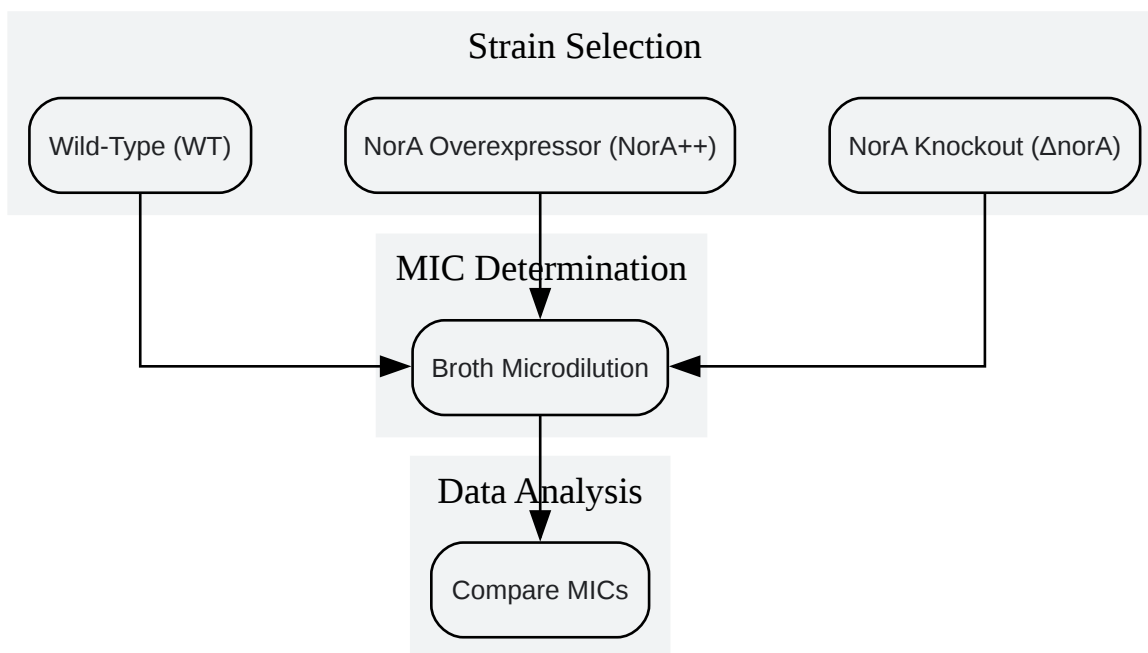 Strain Selection
Wild-Type (WT)
NorA Overexpressor (NorA++)
NorA Knockout (ΔnorA)
MIC Determination
Broth Microdilution
Data Analysis
Compare MICs